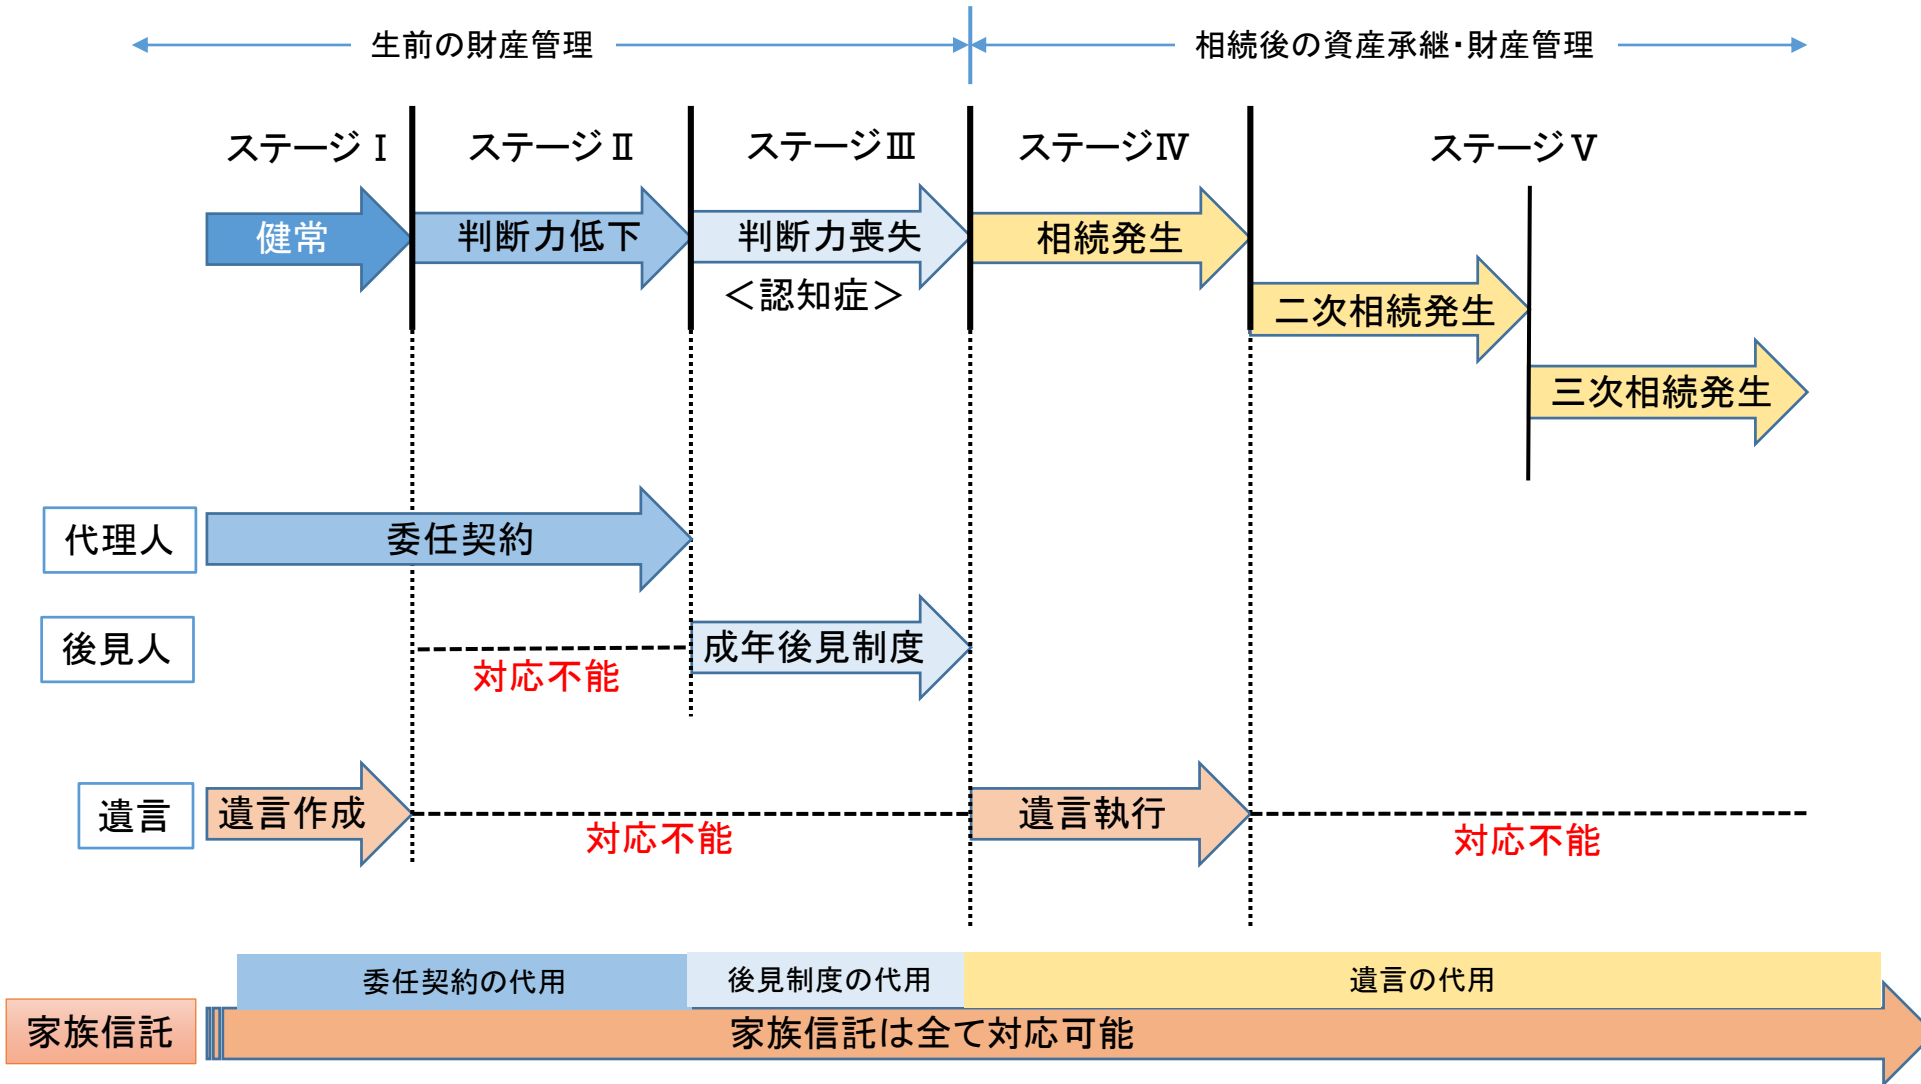 生前の財産管理
相続後の資産承継・財産管理
ステージⅠ
ステージⅡ
ステージⅢ
ステージⅣ
ステージⅤ
健常
判断力低下
判断力喪失
相続発生
＜認知症＞
二次相続発生
三次相続発生
代理人
委任契約
後見人
対応不能
成年後見制度
遺言
遺言作成
対応不能
遺言執行
対応不能
委任契約の代用
後見制度の代用
遺言の代用
家族信託
家族信託は全て対応可能